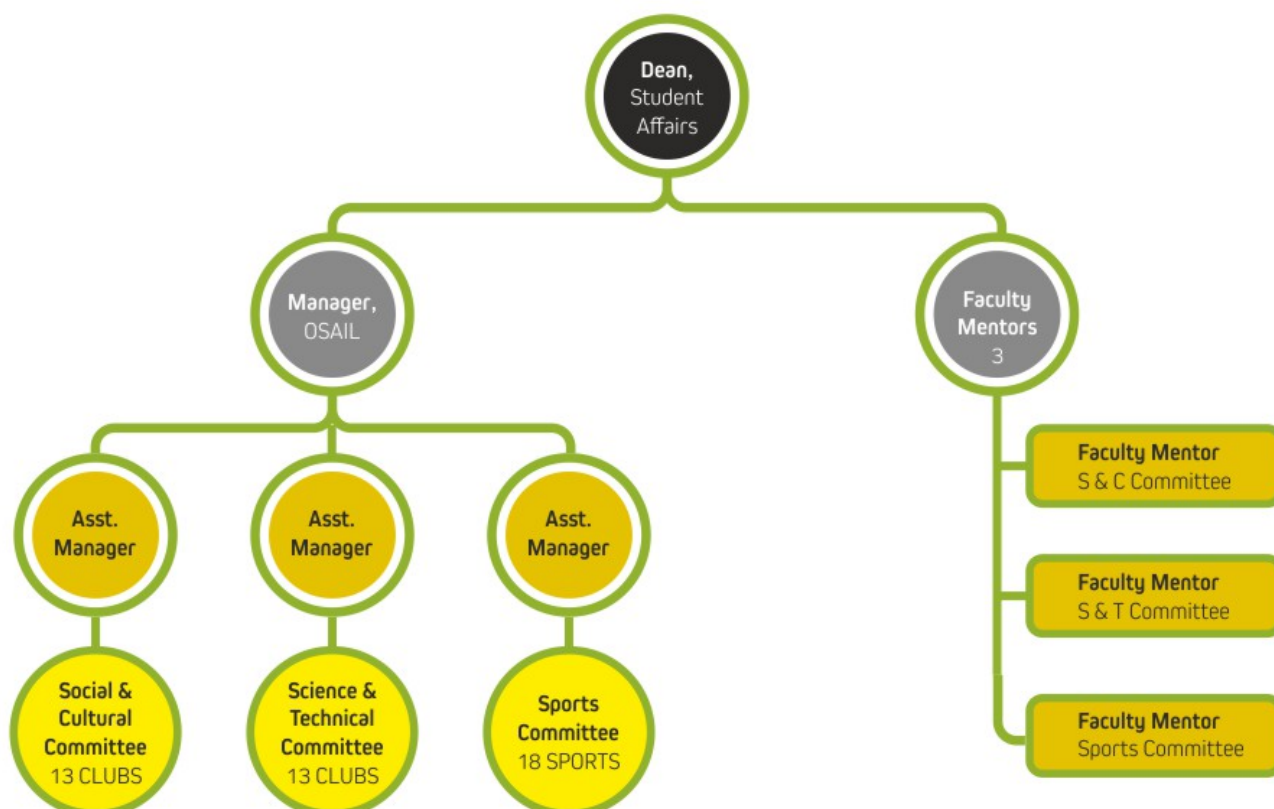 Dean,
Student
Affairs
Manager,
OSAIL
Faculty
Mentors
3
Asst.
Manager
Asst.
Manager
Asst.
Manager
Social &
Cultural
Committee
13 CLUBS
Science &
Technical
Committee
13 CLUBS
Sports
Committee
18 SPORTS
Faculty Mentor
S & C Committee
Faculty Mentor
S & T Committee
Faculty Mentor
Sports Committee